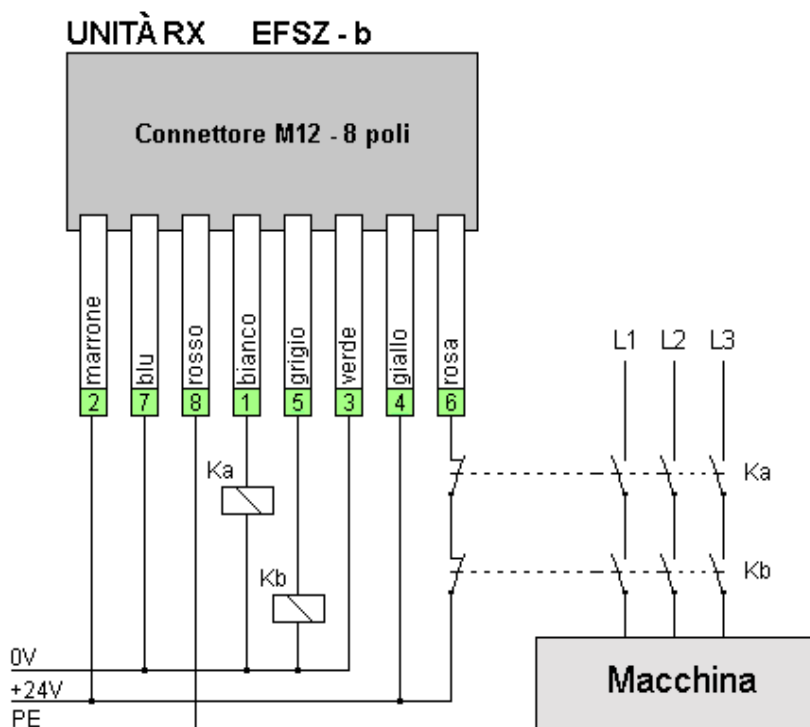 UNITÀ RX EFSZ - b
Connettore M12 - 8 poli
marrone
blu
rosso
bianco
grigio
verde
giallo
rosa
2
7
8
1
5
3
4
6
L1
L2
L3
Ka
Ka
Kb
Kb
0V
+24V
PE
Macchina